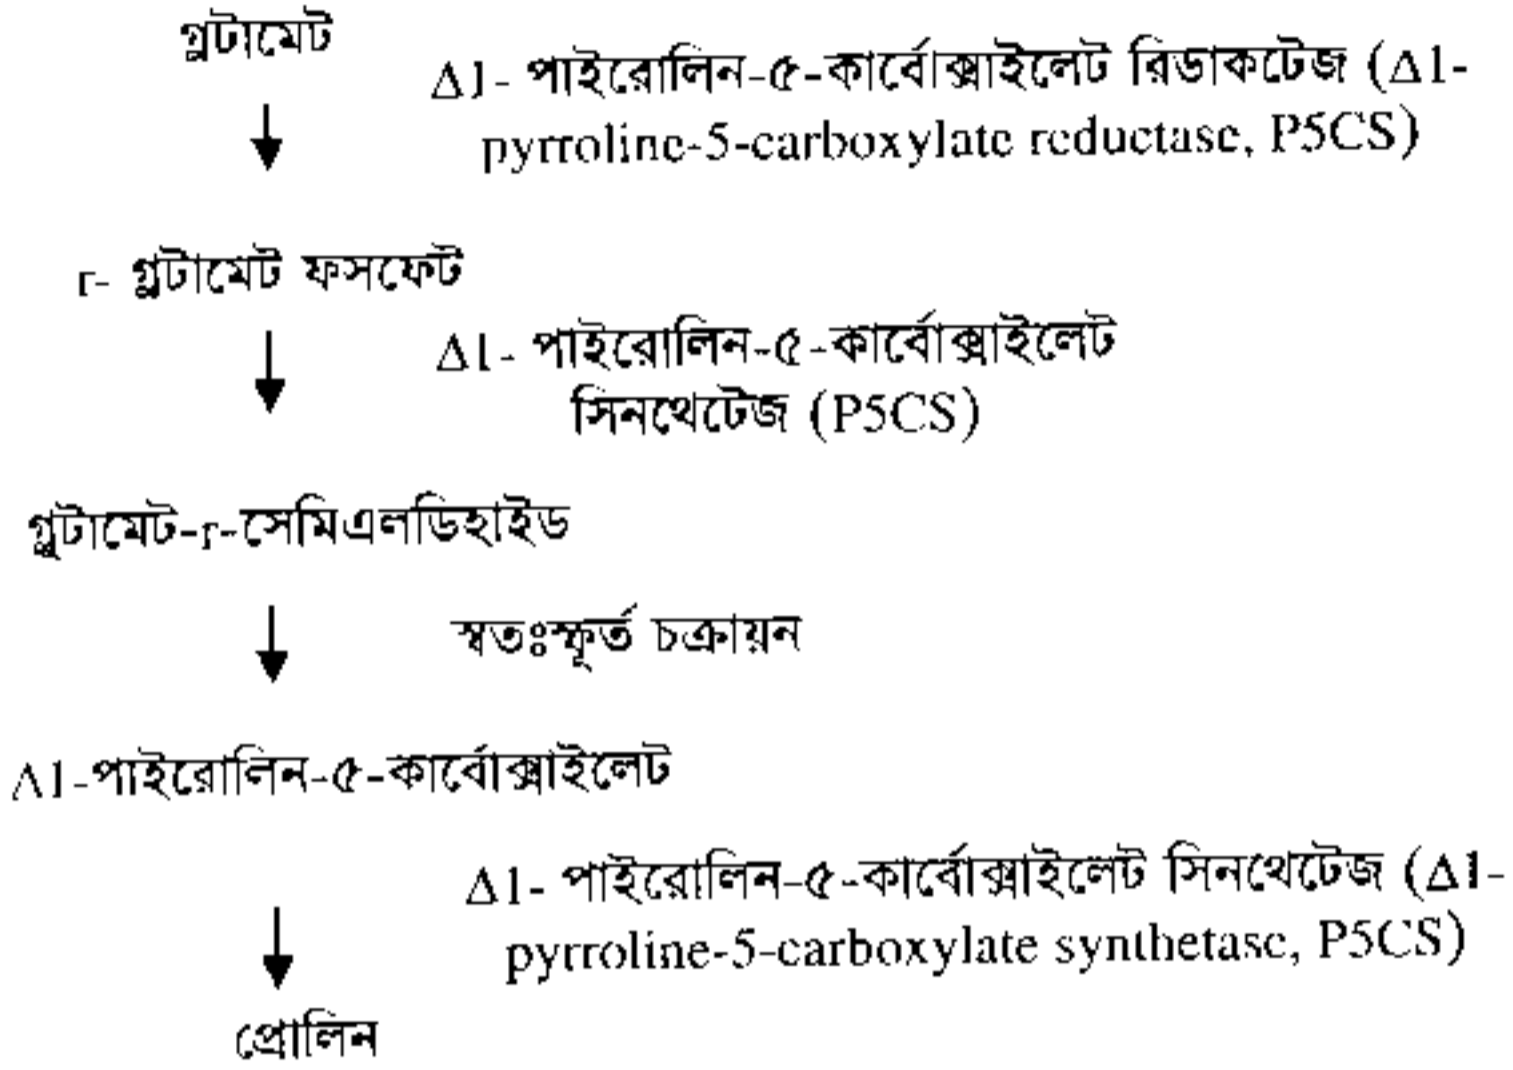 গ্লুটামেট
Δ1- পাইরোলিন-৫-কার্বোক্সাইলেট রিডাকটেজ (Δ1-
pyrroline-5-carboxylate reductase, P5CS)
r- গ্লুটামেট ফসফেট
Δ1- পাইরোলিন-৫-কার্বোক্সাইলেট
সিনথেটেজ (P5CS)
গ্লুটামেট-r-সেমিএলডিহাইড
স্বতঃস্ফূর্ত চক্রায়ন
Δ1-পাইরোলিন-৫-কার্বোক্সাইলেট
Δ1- পাইরোলিন-৫-কার্বোক্সাইলেট সিনথেটেজ (Δ1-
pyrroline-5-carboxylate synthetase, P5CS)
প্রোলিন